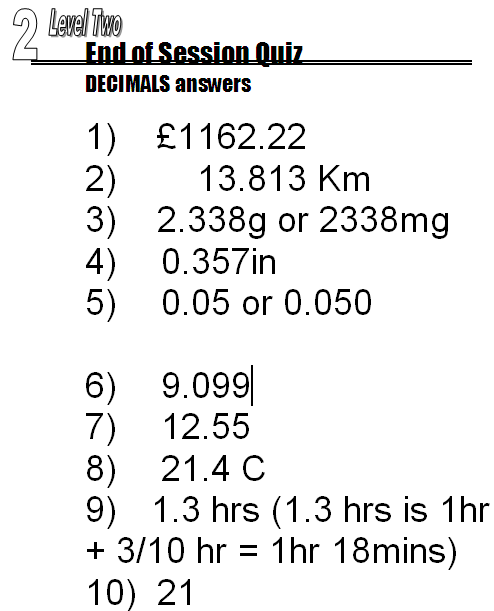 2 Level Two
End of Session Quiz
DECIMALS answers
1) £1162.22
2) 13.813 Km
3) 2.338g or 2338mg
4) 0.357in
5) 0.05 or 0.050
6) 9.099
7) 12.55
8) 21.4 C
9) 1.3 hrs (1.3 hrs is 1hr
+ 3/10 hr = 1hr 18mins)
10) 21